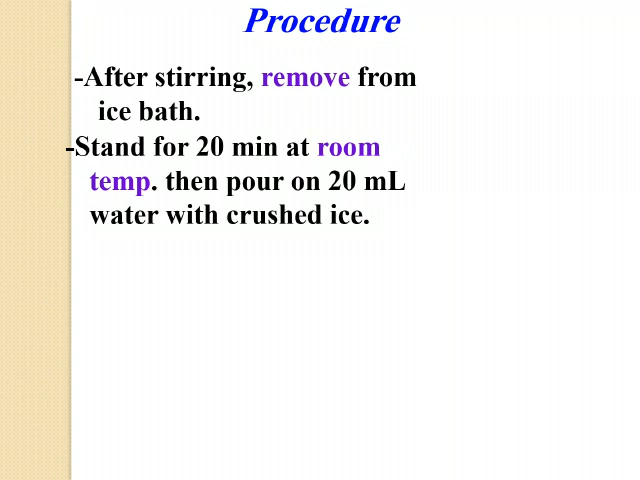 Procedure
-After stirring, remove from
ice bath.
-Stand for 20 min at room
temp. then pour on 20 mL
water with crushed ice.